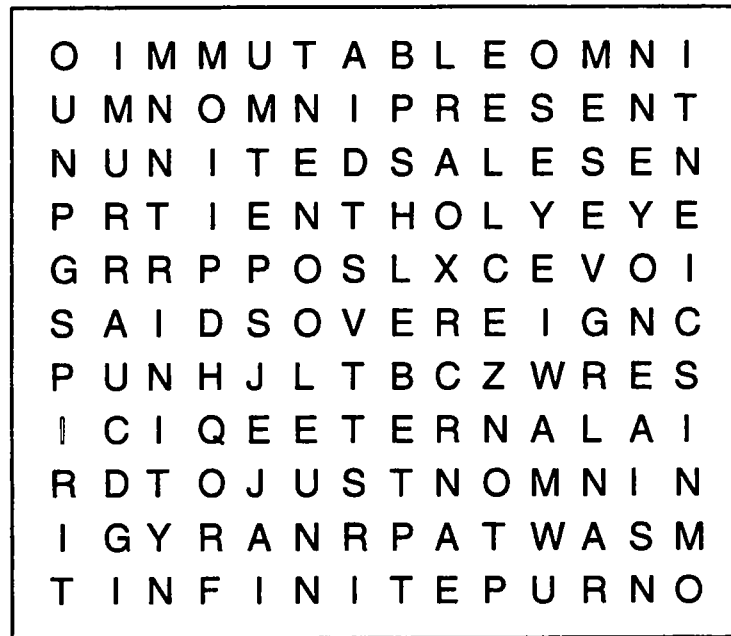 O I M M U T A B L E O M N I
U M N O M N I P R E S E N T
N U N I T E D S A L E S E N
P R T I E N T H O L Y E Y E
G R R P P O S L X C E V O I
S A I D S O V E R E I G N C
P U N H J L T B C Z W R E S
I C I Q E E T E R N A L A I
R D T O J U S T N O M N I N
I G Y R A N R P A T W A S M
T I N F I N I T E P U R N O